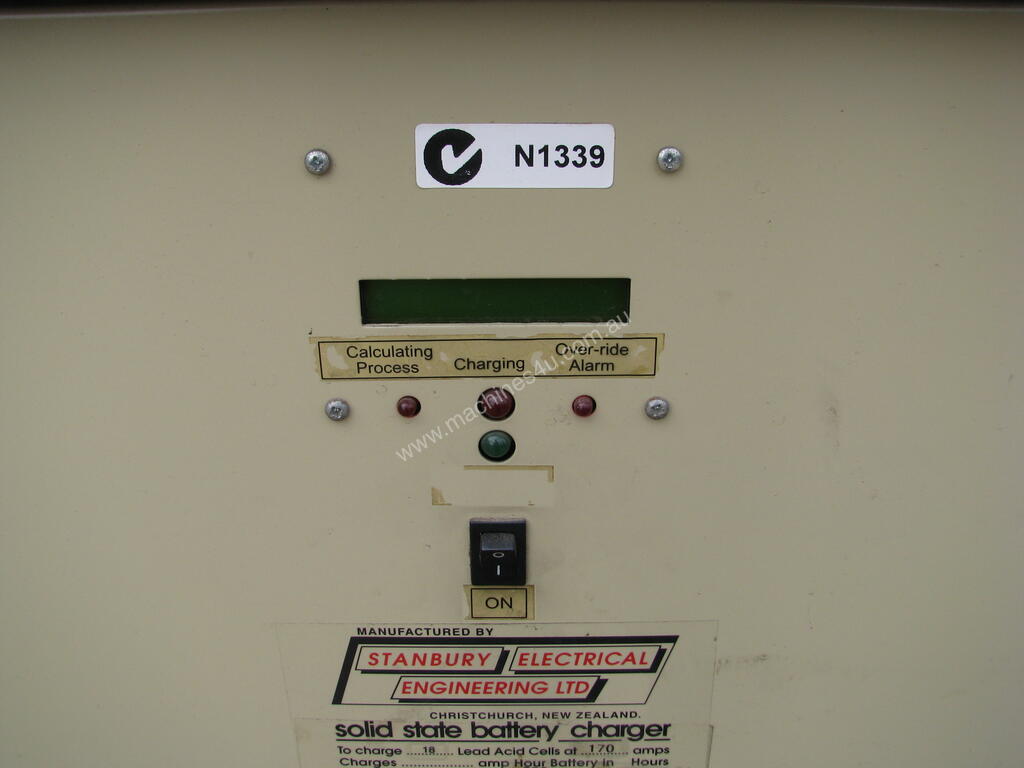 N1339
Calculating Process
Charging
Over-ride Alarm
www.machines4u.com.au
O
I
ON
MANUFACTURED BY
STANBURY ELECTRICAL
ENGINEERING LTD
CHRISTCHURCH, NEW ZEALAND.
solid state battery charger
To charge ...18..... Lead Acid Cells at ..170.... amps
Charges .................. amp Hour Battery in Hours